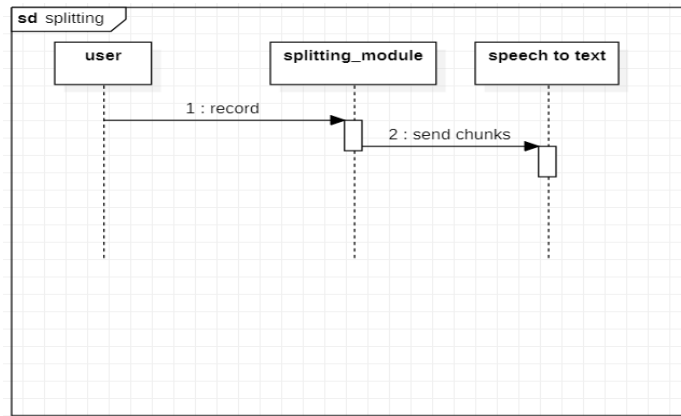 sd splitting
user
splitting_module
speech to text
1 : record
2 : send chunks